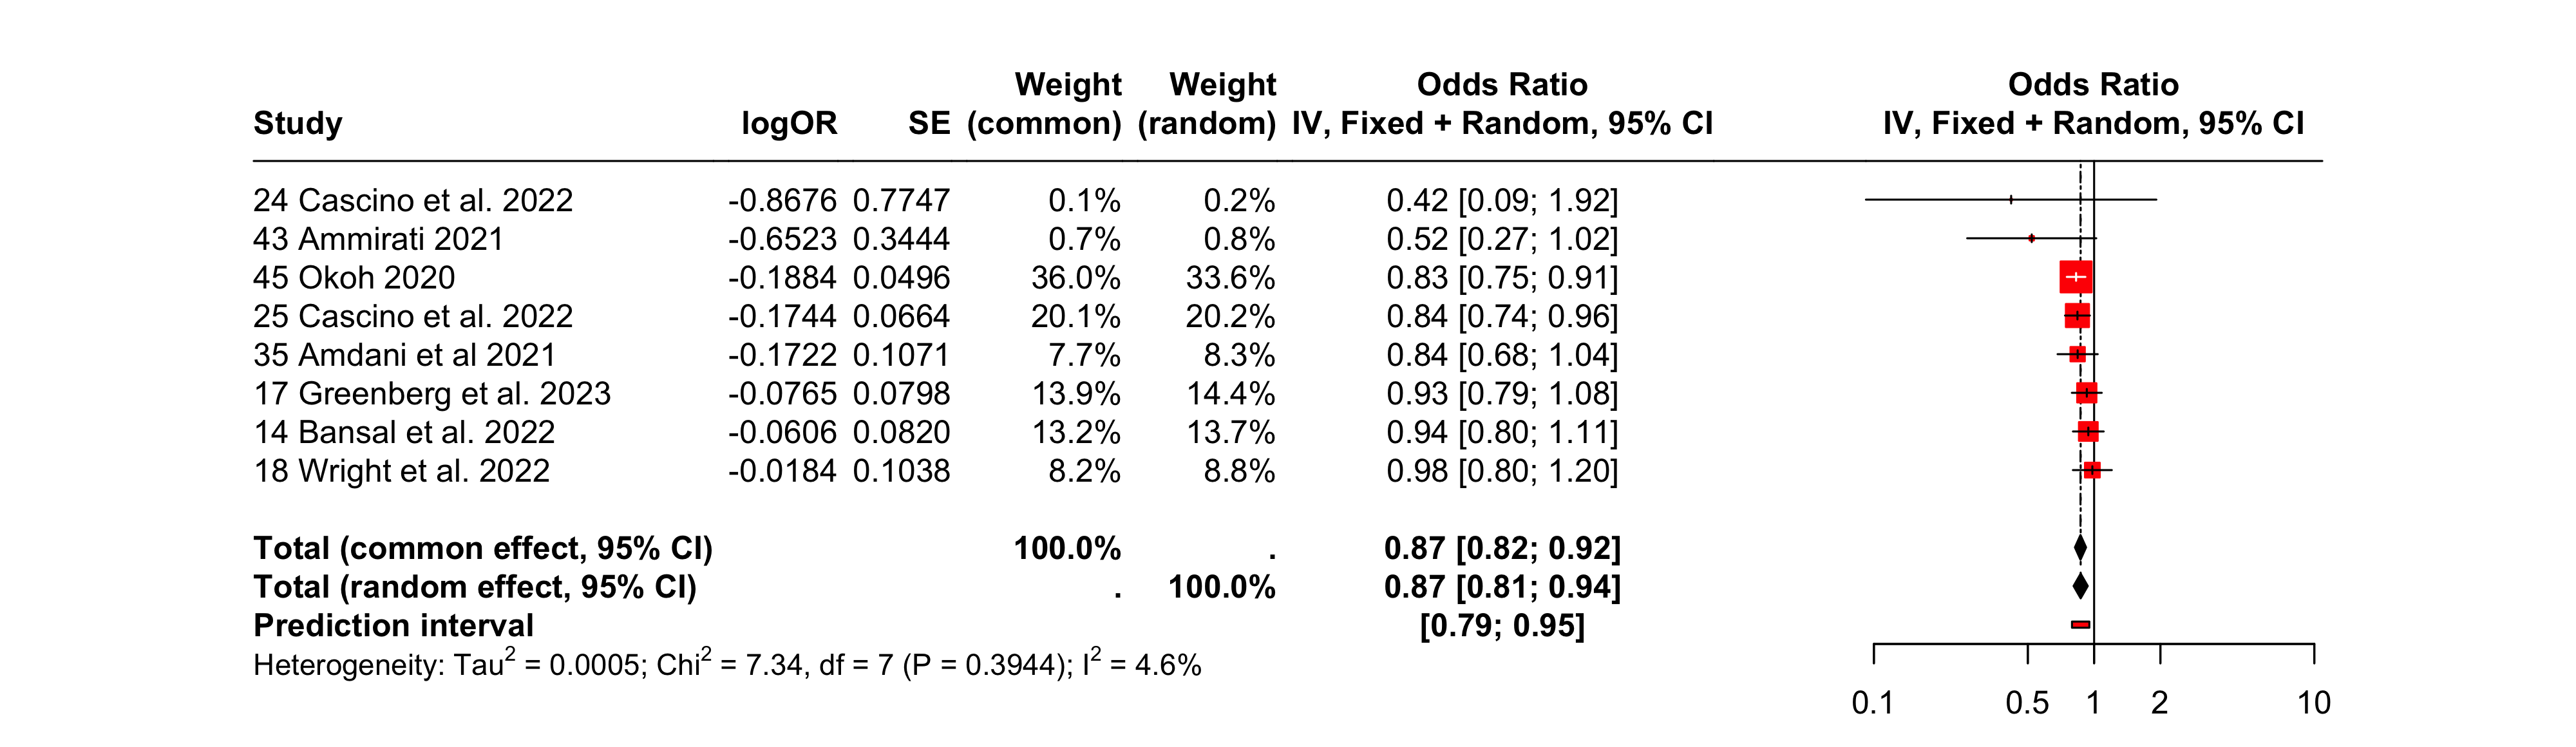 Weight Weight Odds Ratio Odds Ratio
Study logOR SE (common) (random) IV, Fixed + Random, 95% CI IV, Fixed + Random, 95% CI
24 Cascino et al. 2022 -0.8676 0.7747 0.1% 0.2% 0.42 [0.09; 1.92]
43 Ammirati 2021 -0.6523 0.3444 0.7% 0.8% 0.52 [0.27; 1.02]
45 Okoh 2020 -0.1884 0.0496 36.0% 33.6% 0.83 [0.75; 0.91]
25 Cascino et al. 2022 -0.1744 0.0664 20.1% 20.2% 0.84 [0.74; 0.96]
35 Amdani et al 2021 -0.1722 0.1071 7.7% 8.3% 0.84 [0.68; 1.04]
17 Greenberg et al. 2023 -0.0765 0.0798 13.9% 14.4% 0.93 [0.79; 1.08]
14 Bansal et al. 2022 -0.0606 0.0820 13.2% 13.7% 0.94 [0.80; 1.11]
18 Wright et al. 2022 -0.0184 0.1038 8.2% 8.8% 0.98 [0.80; 1.20]
Total (common effect, 95% CI) 100.0% . 0.87 [0.82; 0.92]
Total (random effect, 95% CI) . 100.0% 0.87 [0.81; 0.94]
Prediction interval [0.79; 0.95]
Heterogeneity: Tau² = 0.0005; Chi² = 7.34, df = 7 (P = 0.3944); I² = 4.6%
0.1 0.5 1 2 10